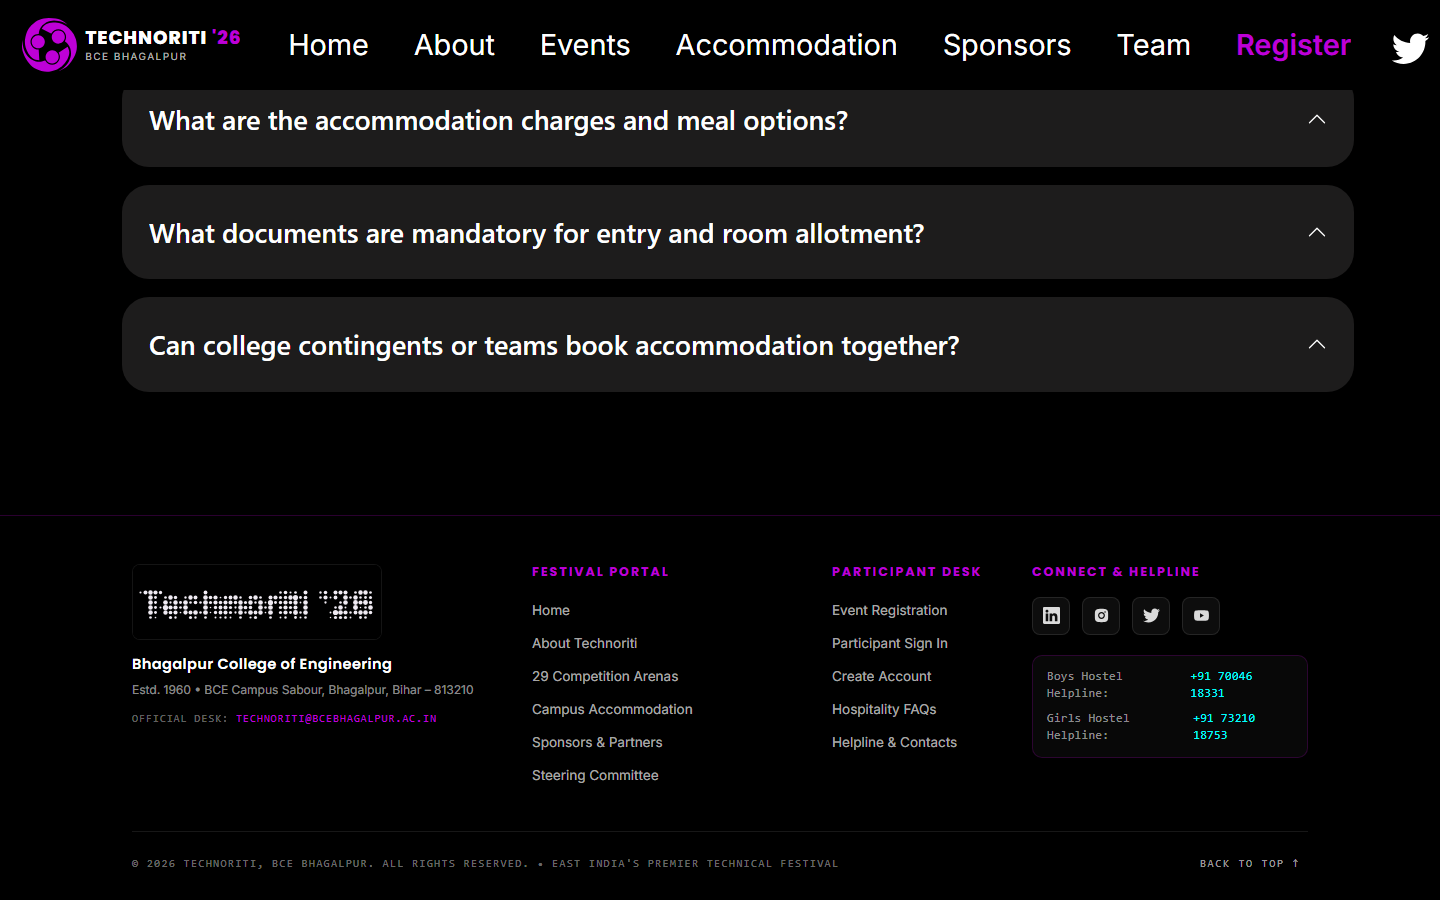 TECHNORITI '26
BCE BHAGALPUR
Home
About
Events
Accommodation
Sponsors
Team
Register
What are the accommodation charges and meal options?
What documents are mandatory for entry and room allotment?
Can college contingents or teams book accommodation together?
Technoriti '26
Bhagalpur College of Engineering
Estd. 1960 • BCE Campus Sabour, Bhagalpur, Bihar – 813210
OFFICIAL DESK: TECHNORITI@BCEBHAGALPUR.AC.IN
FESTIVAL PORTAL
Home
About Technoriti
29 Competition Arenas
Campus Accommodation
Sponsors & Partners
Steering Committee
PARTICIPANT DESK
Event Registration
Participant Sign In
Create Account
Hospitality FAQs
Helpline & Contacts
CONNECT & HELPLINE
Boys Hostel +91 70046
Helpline: 18331
Girls Hostel +91 73210
Helpline: 18753
© 2026 TECHNORITI, BCE BHAGALPUR. ALL RIGHTS RESERVED. • EAST INDIA'S PREMIER TECHNICAL FESTIVAL
BACK TO TOP ↑